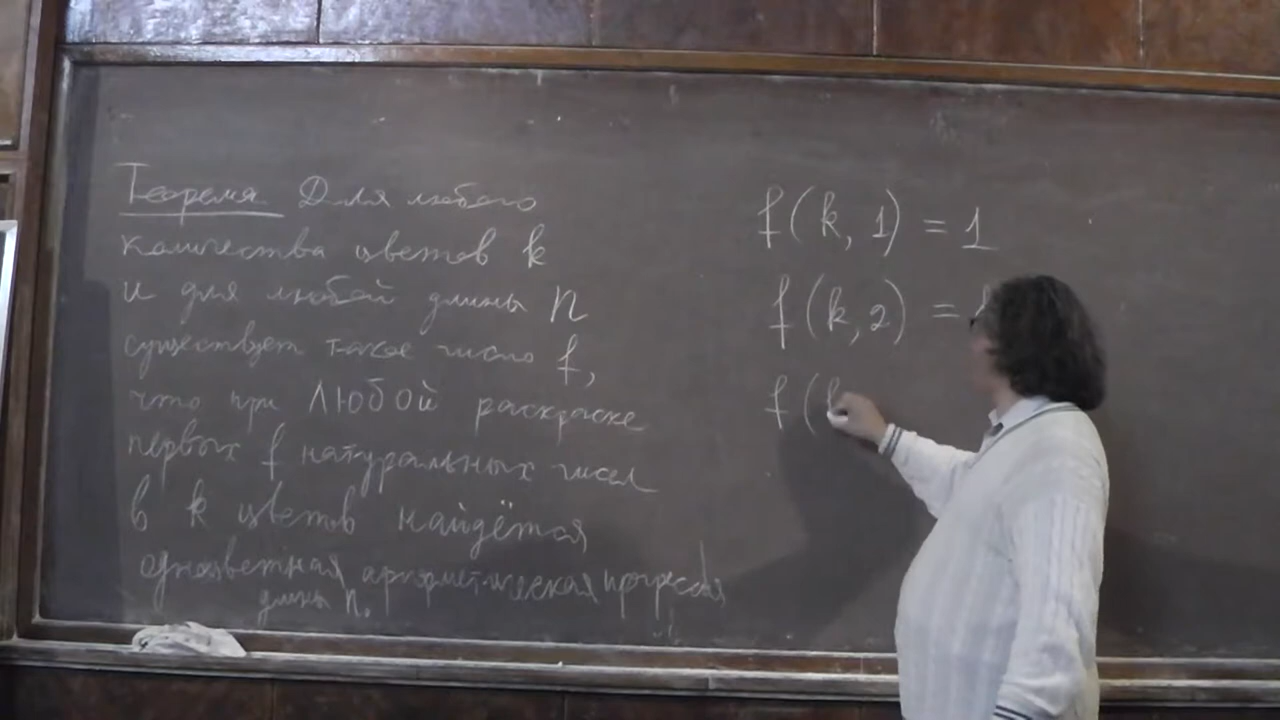 Теорема. Для любого
количества цветов k
и для любой длины n
существует такое число f,
что при ЛЮБОЙ раскраске
первых f натуральных чисел
в k цветов найдётся
одноцветная арифметическая прогрессия
длины n.
f(k, 1) = 1
f(k, 2) =
f(k